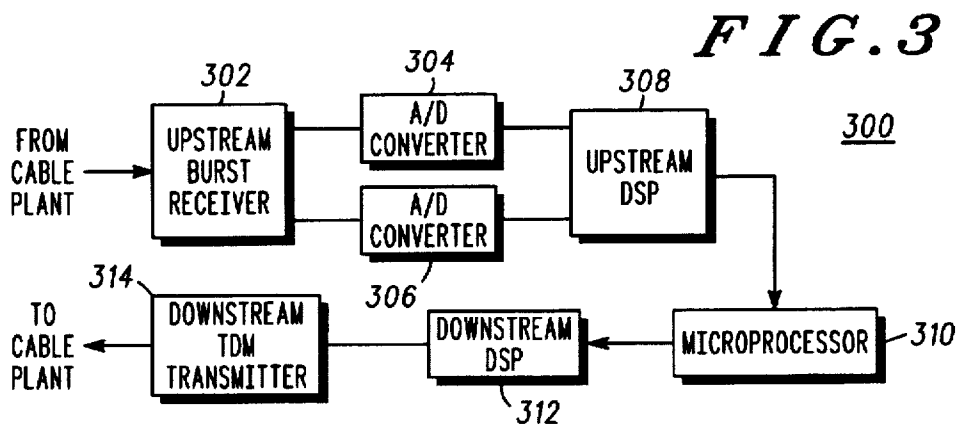 FIG.3
300
302
304
308
FROM
CABLE
PLANT
UPSTREAM
BURST
RECEIVER
A/D
CONVERTER
A/D
CONVERTER
306
UPSTREAM
DSP
314
TO
CABLE
PLANT
DOWNSTREAM
TDM
TRANSMITTER
DOWNSTREAM
DSP
312
MICROPROCESSOR
310